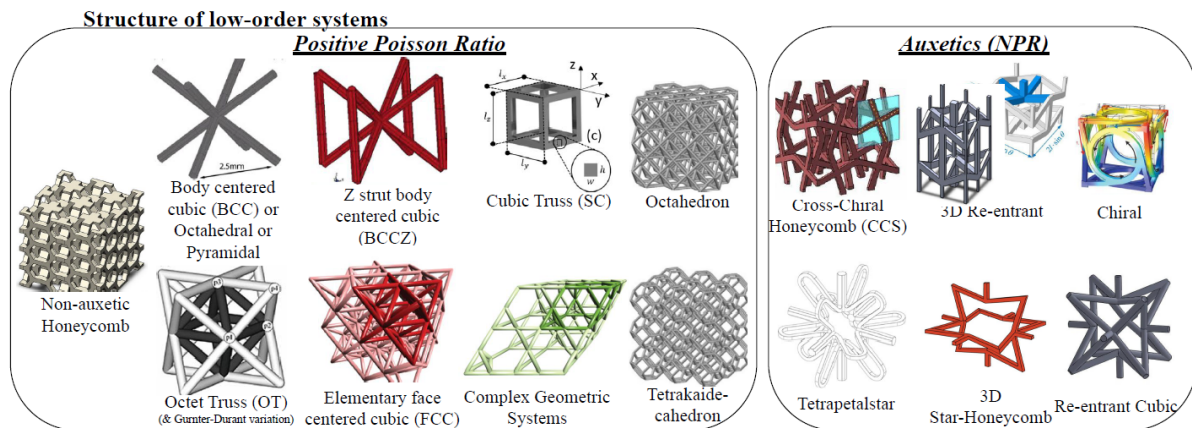 Structure of low-order systems
Positive Poisson Ratio
2.5mm
Body centered
cubic (BCC) or
Octahedral or
Pyramidal
Z strut body
centered cubic
(BCCZ)
z
x
y
(c)
w
h
Cubic Truss (SC)
Octahedron
Non-auxetic
Honeycomb
p3
p4
p2
Octet Truss (OT)
(& Gurnter-Durant variation)
Elementary face
centered cubic (FCC)
Complex Geometric
Systems
Tetrakaide-
cahedron
Auxetics (NPR)
Cross-Chiral
Honeycomb (CCS)
3D Re-entrant
Chiral
Tetrapetalstar
3D
Star-Honeycomb
Re-entrant Cubic